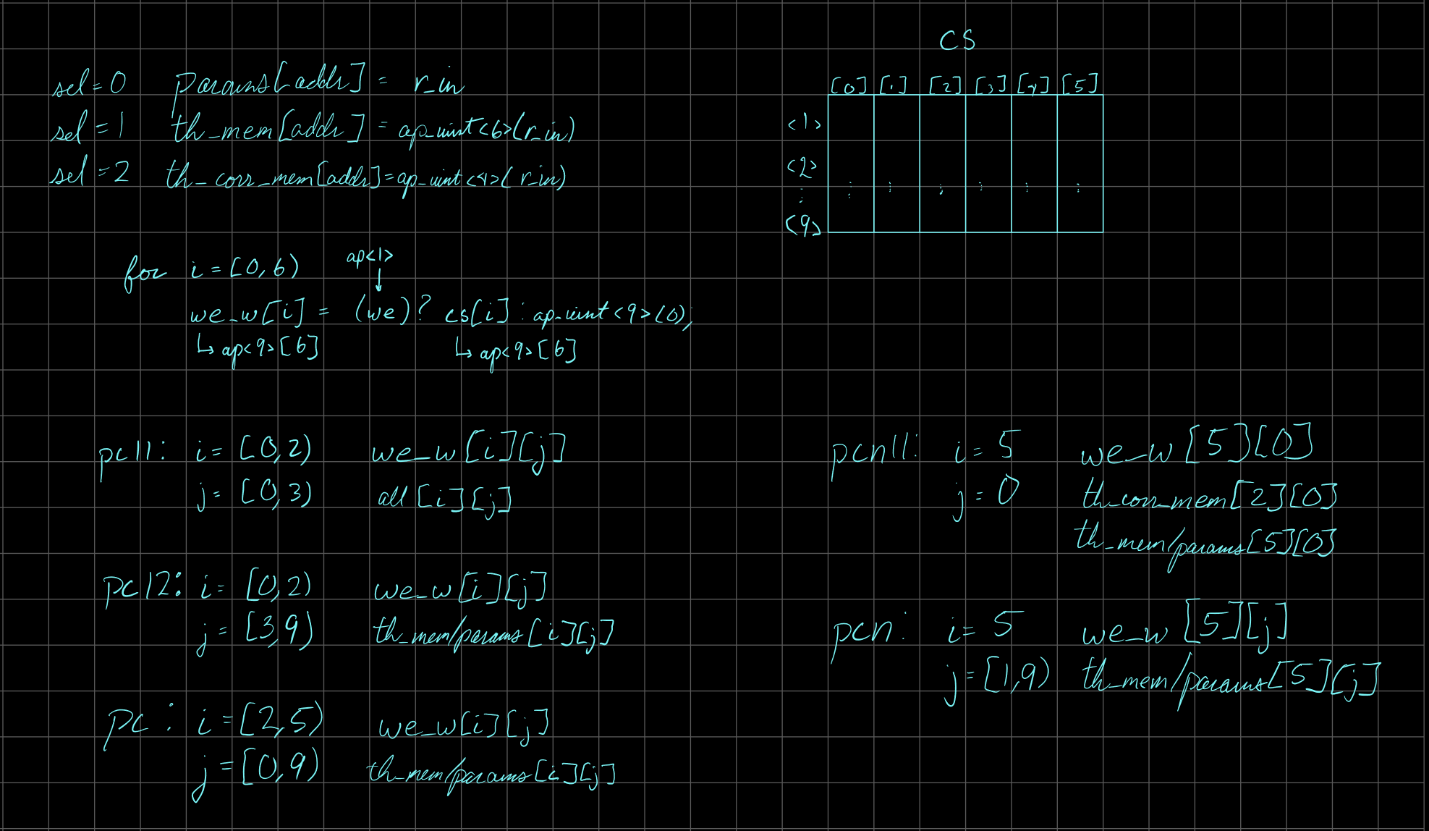 sel = 0 params[addr] = r_in
sel = 1 th_mem[addr] = ap_uint<6>(r_in)
sel = 2 th_corr_mem[addr] = ap_uint<4>(r_in)
for i = [0,6)
ap<1>
we_w[i] = (we)? cs[i] : ap_uint<9>(0),
↳ ap<9>[6] ↳ ap<9>[6]
CS
[0] [1] [2] [3] [4] [5]
<1>
<2>
⋮
<9>
pc11: i = [0,2) we_w[i][j]
j = [0,3) all [i][j]
pc12: i = [0,2) we_w[i][j]
j = [3,9) th_mem/params[i][j]
pc : i = [2,5) we_w[i][j]
j = [0,9) th_mem/params[i][j]
pcn11: i = 5 we_w [5][0]
j = 0 th_corr_mem[2][0]
th_mem/params[5][0]
pcn: i = 5 we_w [5][j]
j = [1,9) th_mem/params[5][j]